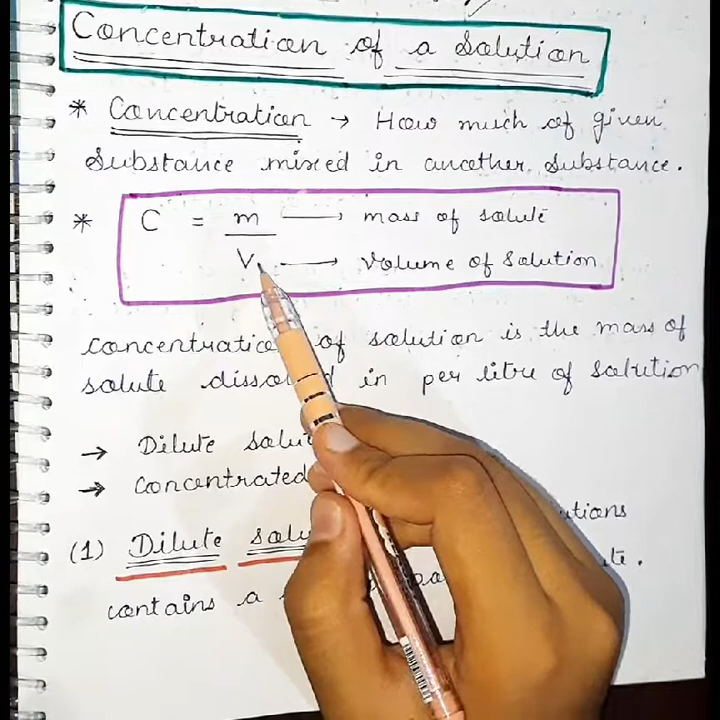 Concentration of a Solution
* Concentration → How much of given
substance mixed in another substance.
* C = m → mass of solute
V → Volume of solution
concentration of solution is the mass of
solute in per litre of solution
→ Dilute
→ Concentrated
(1) Dilute
contains a